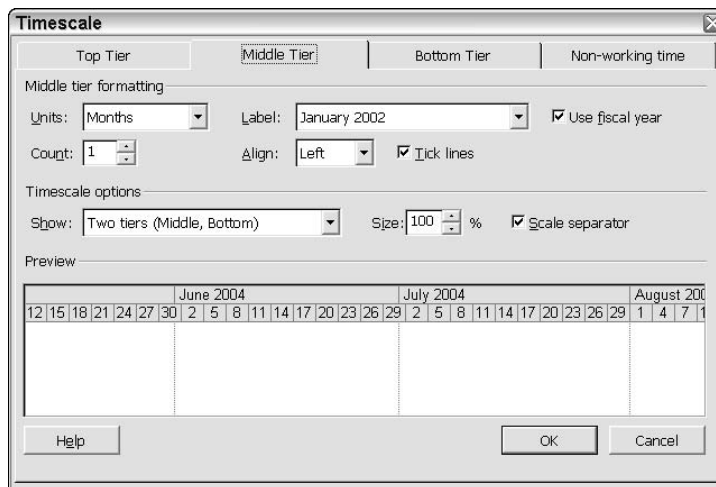 Timescale
Top Tier Middle Tier Bottom Tier Non-working time
Middle tier formatting
Units: Months Label: January 2002 Use fiscal year
Count: 1 Align: Left Tick lines
Timescale options
Show: Two tiers (Middle, Bottom) Size: 100 % Scale separator
Preview
June 2004 July 2004 August 200
12 15 18 21 24 27 30 2 5 8 11 14 17 20 23 26 29 2 5 8 11 14 17 20 23 26 29 1 4 7 1
Help OK Cancel